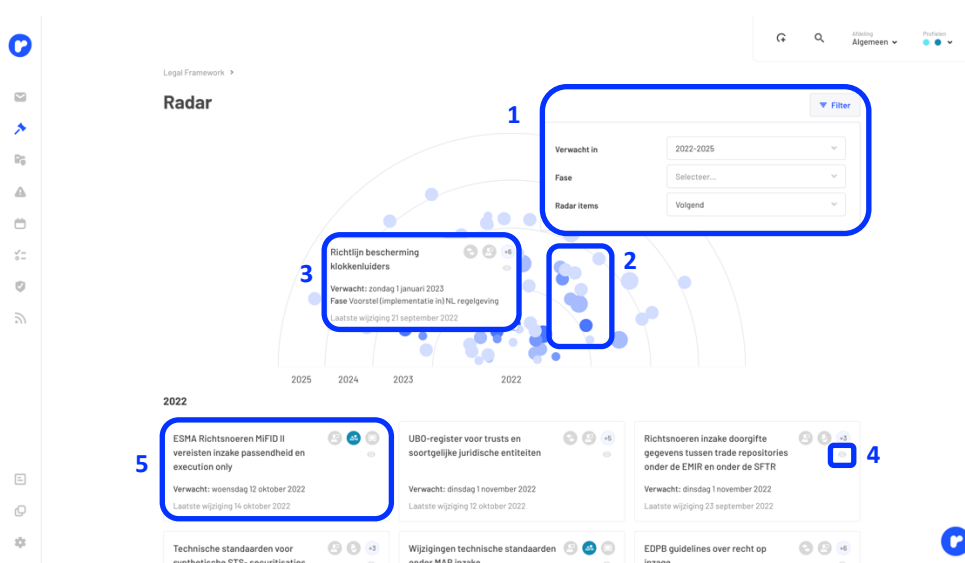 Afdeling
Algemeen
Profielen
Legal Framework
Radar
1
Filter
Verwacht in
2022-2025
Fase
Selecteer...
Radar items
Volgend
3
Richtlijn bescherming
klokkenluiders
+6
Verwacht: zondag 1 januari 2023
Fase Voorstel (implementatie in) NL regelgeving
Laatste wijziging 21 september 2022
2
2025
2024
2023
2022
2022
5
ESMA Richtsnoeren MiFID II
vereisten inzake passendheid en
execution only
Verwacht: woensdag 12 oktober 2022
Laatste wijziging 14 oktober 2022
UBO-register voor trusts en
soortgelijke juridische entiteiten
+5
Verwacht: dinsdag 1 november 2022
Laatste wijziging 12 oktober 2022
Richtsnoeren inzake doorgifte
gegevens tussen trade repositories
onder de EMIR en onder de SFTR
+3
4
Verwacht: dinsdag 1 november 2022
Laatste wijziging 23 september 2022
Technische standaarden voor
synthetische STS- securitisaties
+3
Wijzigingen technische standaarden
onder MAR inzake
EDPB guidelines over recht op
inzage
+6